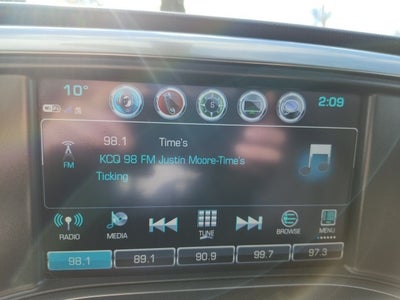 10°
2:09
98.1 Time's
KCQ 98 FM Justin Moore-Time's
Ticking
FM
RADIO MEDIA TUNE BROWSE MENU
98.1 89.1 90.9 99.7 97.3